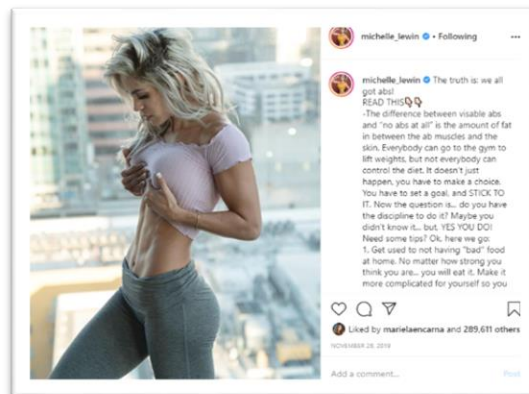 michelle_lewin • Following
michelle_lewin The truth is: we all
got abs!
READ THIS👇👇
-The difference between visable abs
and "no abs at all" is the amount of fat
in between the ab muscles and the
skin. Everybody can go to the gym to
lift weights, but not everybody can
control the diet. It doesn't just
happen, you have to make a choice.
You have to set a goal, and STICK TO
IT. Now the question is... do you have
the discipline to do it? Maybe you
didn't know it... but, YES YOU DO!
Need some tips? Ok, here we go:
1. Get used to not having "bad" food
at home. No matter how strong you
think you are... you will eat it. Make it
more complicated for yourself so you
Liked by marielaencarna and 289,611 others
NOVEMBER 28, 2019
Add a comment...
Post